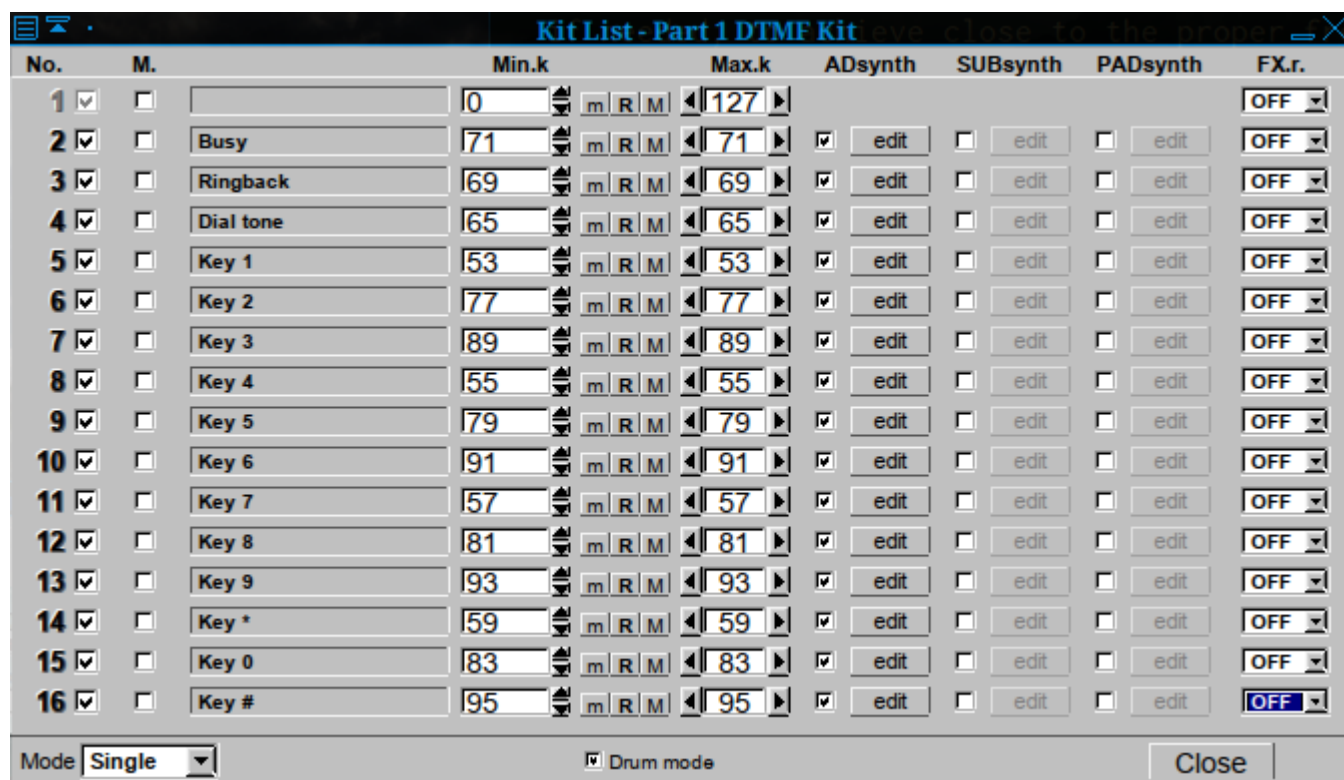 Kit List - Part 1 DTMF Kit ieve close to the proper f
No. M. Min.k Max.k ADsynth SUBsynth PADsynth FX.r.
1 0 m R M 127 OFF
2 Busy 71 m R M 71 edit edit edit OFF
3 Ringback 69 m R M 69 edit edit edit OFF
4 Dial tone 65 m R M 65 edit edit edit OFF
5 Key 1 53 m R M 53 edit edit edit OFF
6 Key 2 77 m R M 77 edit edit edit OFF
7 Key 3 89 m R M 89 edit edit edit OFF
8 Key 4 55 m R M 55 edit edit edit OFF
9 Key 5 79 m R M 79 edit edit edit OFF
10 Key 6 91 m R M 91 edit edit edit OFF
11 Key 7 57 m R M 57 edit edit edit OFF
12 Key 8 81 m R M 81 edit edit edit OFF
13 Key 9 93 m R M 93 edit edit edit OFF
14 Key * 59 m R M 59 edit edit edit OFF
15 Key 0 83 m R M 83 edit edit edit OFF
16 Key # 95 m R M 95 edit edit edit OFF
Mode Single Drum mode Close